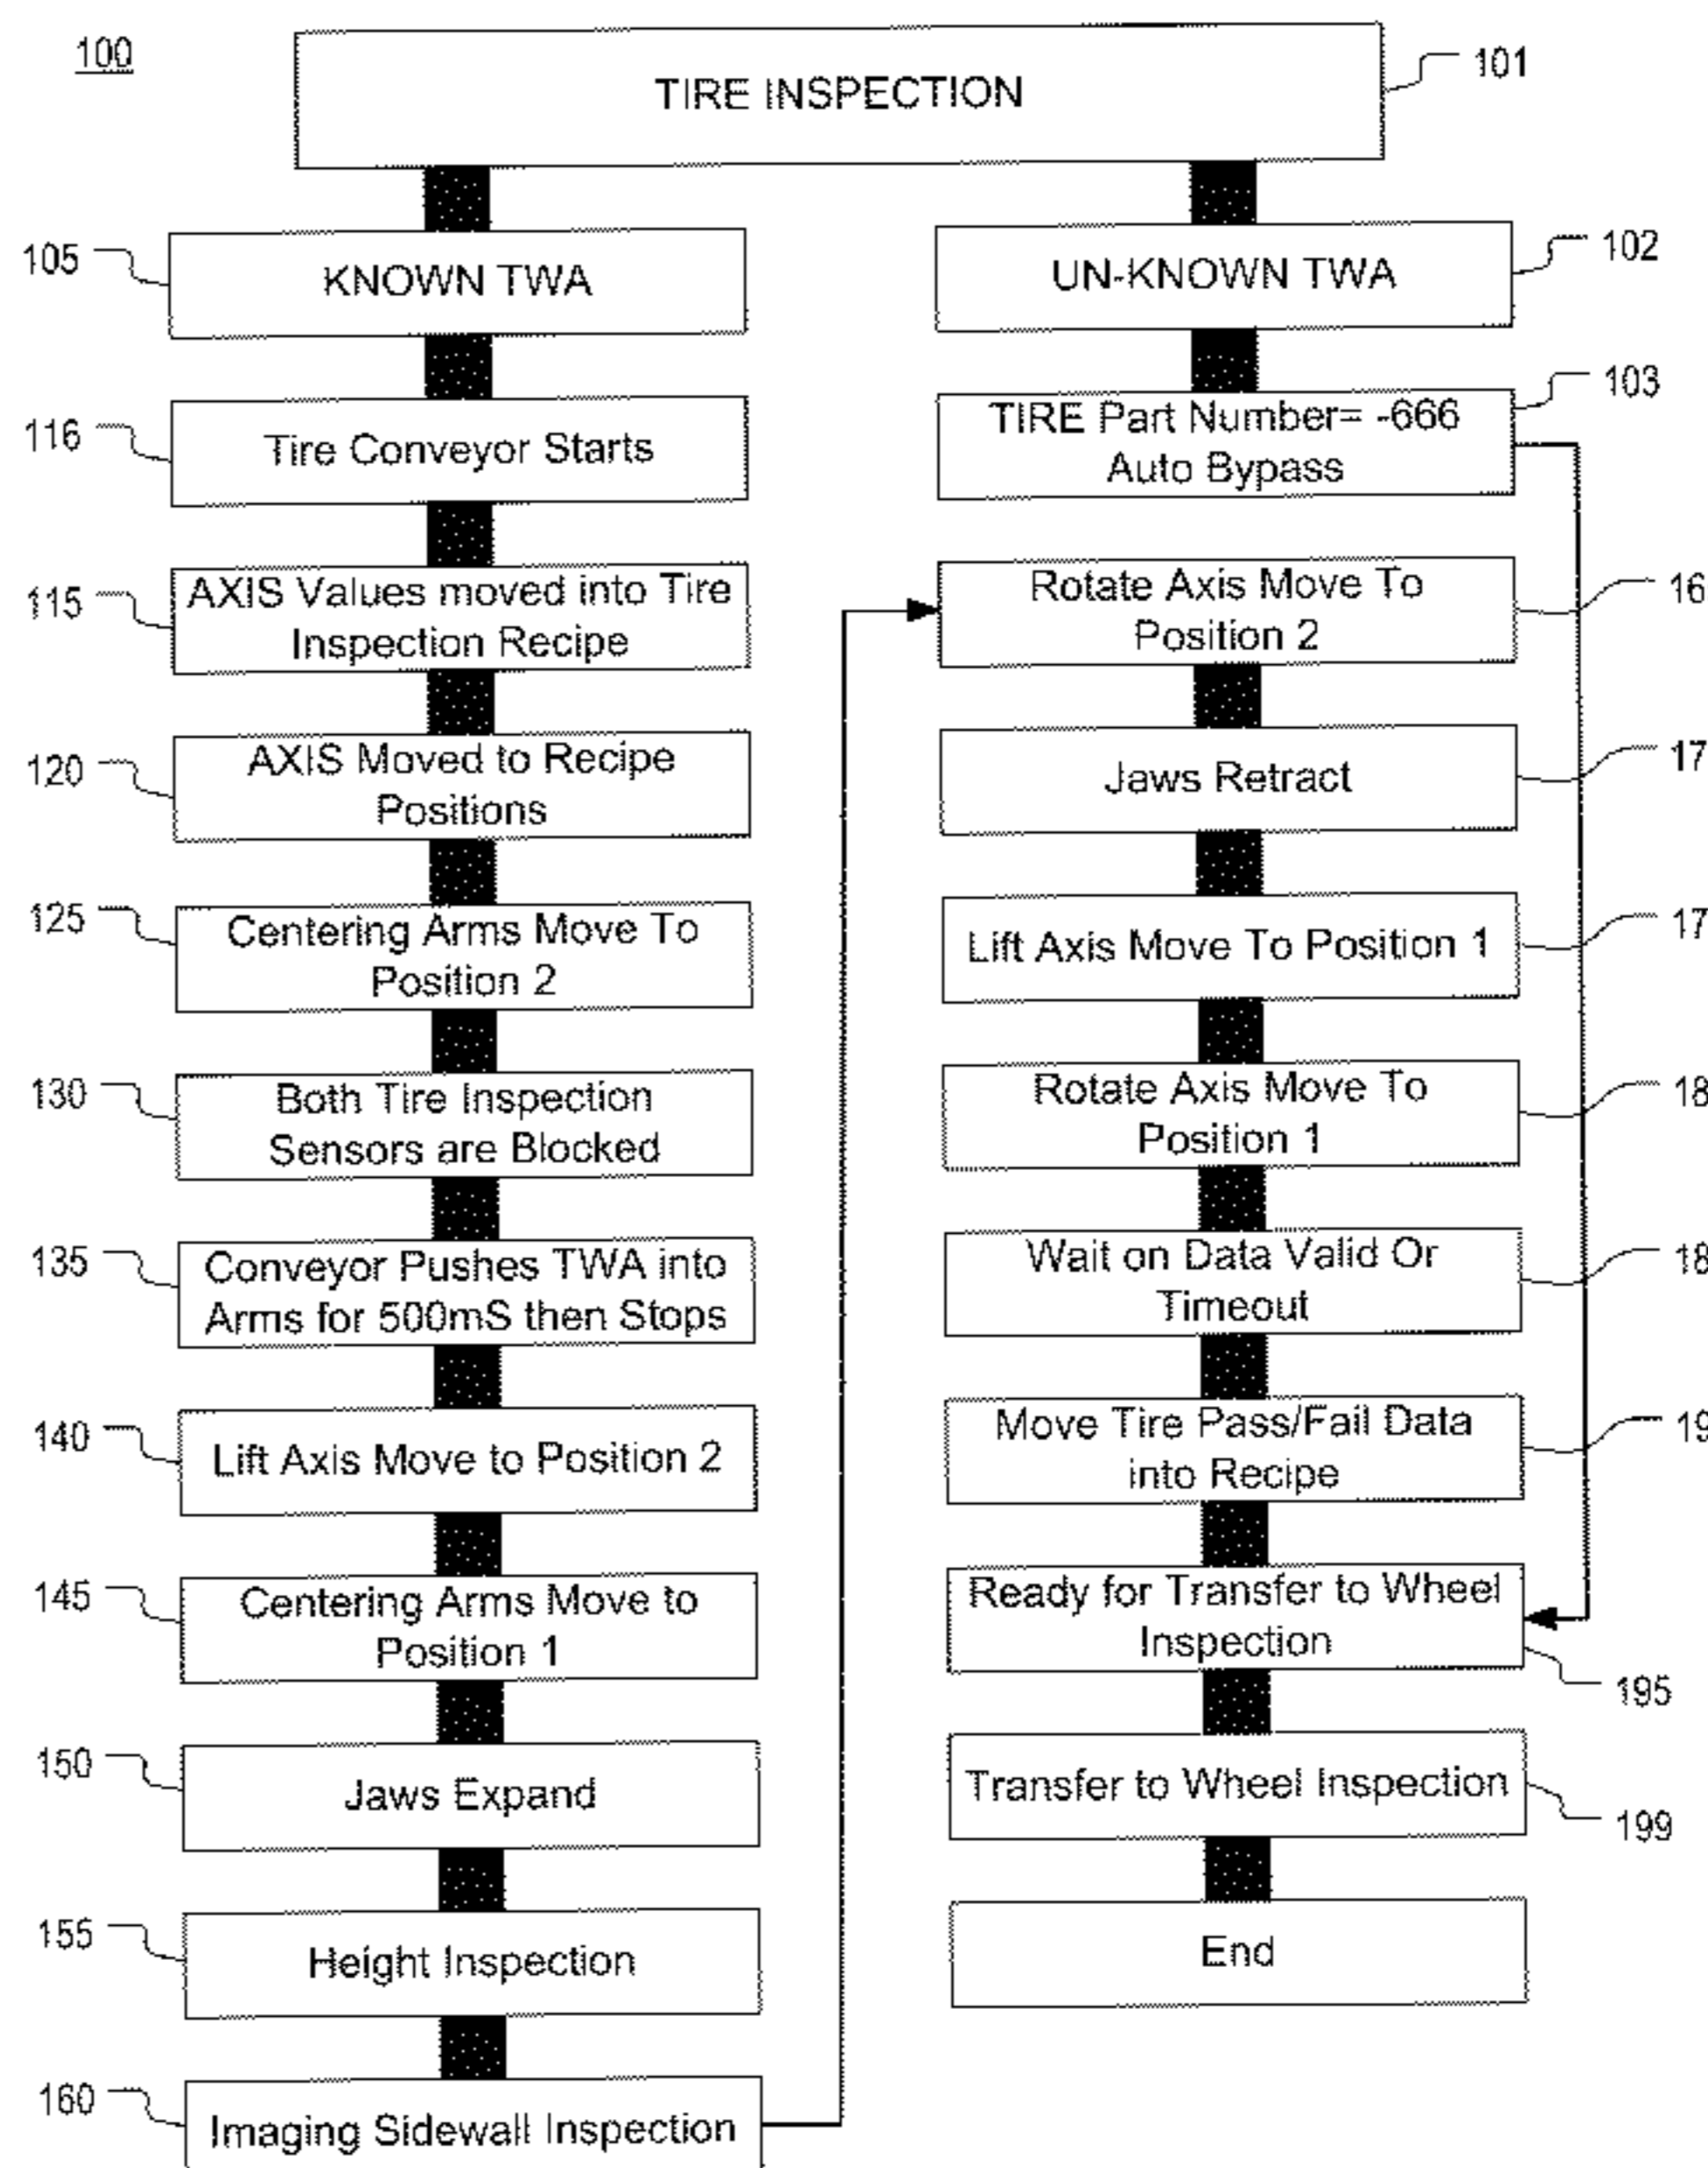 100
TIRE INSPECTION
101
105
KNOWN TWA
UN-KNOWN TWA
102
116
Tire Conveyor Starts
TIRE Part Number= -666
Auto Bypass
103
115
AXIS Values moved into Tire
Inspection Recipe
120
AXIS Moved to Recipe
Positions
125
Centering Arms Move To
Position 2
130
Both Tire Inspection
Sensors are Blocked
135
Conveyor Pushes TWA into
Arms for 500mS then Stops
140
Lift Axis Move to Position 2
145
Centering Arms Move to
Position 1
150
Jaws Expand
155
Height Inspection
160
Imaging Sidewall Inspection
Rotate Axis Move To
Position 2
16
Jaws Retract
17
Lift Axis Move To Position 1
17
Rotate Axis Move To
Position 1
18
Wait on Data Valid Or
Timeout
18
Move Tire Pass/Fail Data
into Recipe
19
Ready for Transfer to Wheel
Inspection
195
Transfer to Wheel Inspection
199
End